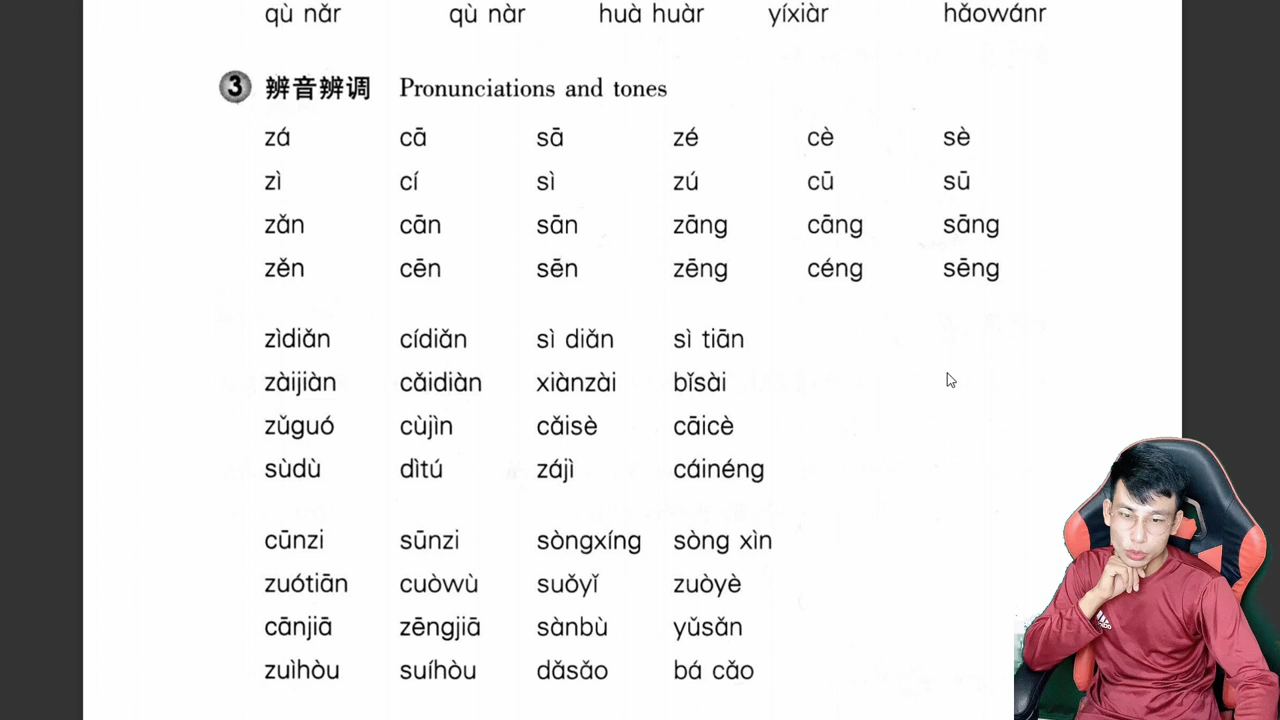 qù nǎr qù nàr huà huàr yíxiàr hǎowánr
3 辨音辨调 Pronunciations and tones
zá cā sā zé cè sè
zì cí sì zú cū sū
zǎn cān sān zāng cāng sāng
zěn cēn sēn zēng céng sēng
zìdiǎn cídiǎn sì diǎn sì tiān
zàijiàn cǎidiàn xiànzài bǐsài
zǔguó cùjìn cǎisè cāicè
sùdù dìtú zájì cáinéng
cūnzi sūnzi sòngxíng sòng xìn
zuótiān cuòwù suǒyǐ zuòyè
cānjiā zēngjiā sànbù yǔsǎn
zuìhòu suíhòu dǎsǎo bá cǎo